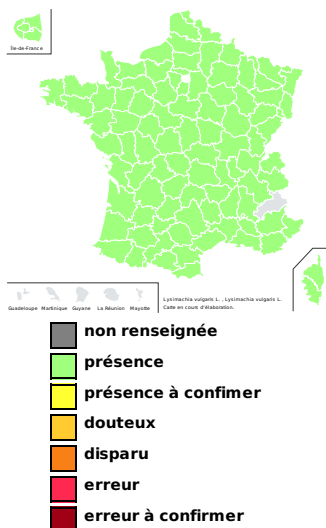 Île-de-France
Guadeloupe Martinique Guyane La Réunion Mayotte
Lysimachia vulgaris L. , Lysimachia vulgaris L.
Carte en cours d'élaboration.
non renseignée
présence
présence à confimer
douteux
disparu
erreur
erreur à confirmer